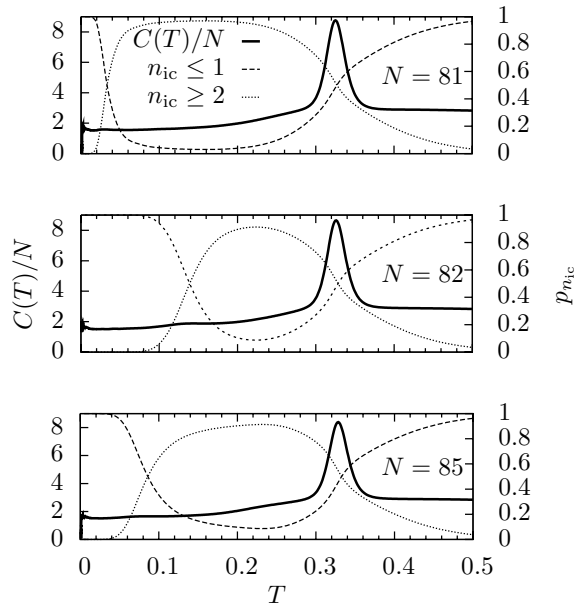 8 1
6 C(T)/N 0.8
n_ic ≤ 1 0.6
4 n_ic ≥ 2 N = 81 0.4
2 0.2
0 0
8 1
6 0.8
0.6
4 N = 82 0.4
2 0.2
0 0
C(T)/N p_{n_ic}
8 1
6 0.8
0.6
4 N = 85 0.4
2 0.2
0 0
0 0.1 0.2 0.3 0.4 0.5
T